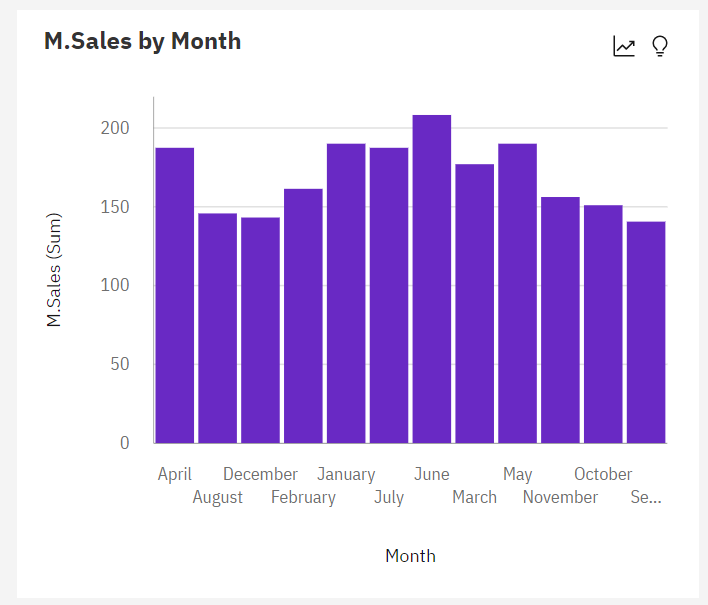 M.Sales by Month
200
150
100
50
0
M.Sales (Sum)
April December January June May October
August February July March November Se...
Month